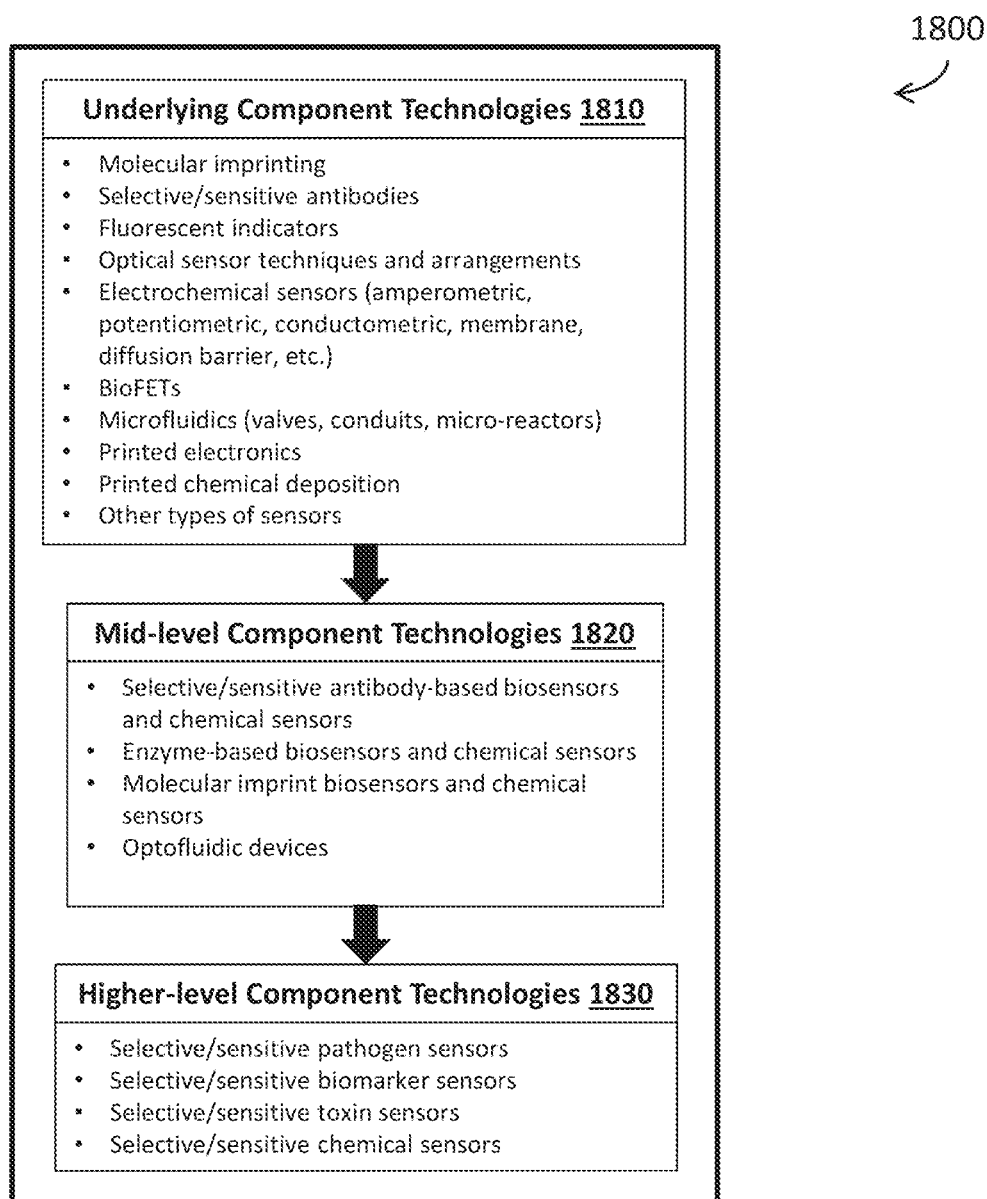 1800
Underlying Component Technologies 1810
• Molecular imprinting
• Selective/sensitive antibodies
• Fluorescent indicators
• Optical sensor techniques and arrangements
• Electrochemical sensors (amperometric,
potentiometric, conductometric, membrane,
diffusion barrier, etc.)
• BioFETs
• Microfluidics (valves, conduits, micro-reactors)
• Printed electronics
• Printed chemical deposition
• Other types of sensors
Mid-level Component Technologies 1820
• Selective/sensitive antibody-based biosensors
and chemical sensors
• Enzyme-based biosensors and chemical sensors
• Molecular imprint biosensors and chemical
sensors
• Optofluidic devices
Higher-level Component Technologies 1830
• Selective/sensitive pathogen sensors
• Selective/sensitive biomarker sensors
• Selective/sensitive toxin sensors
• Selective/sensitive chemical sensors